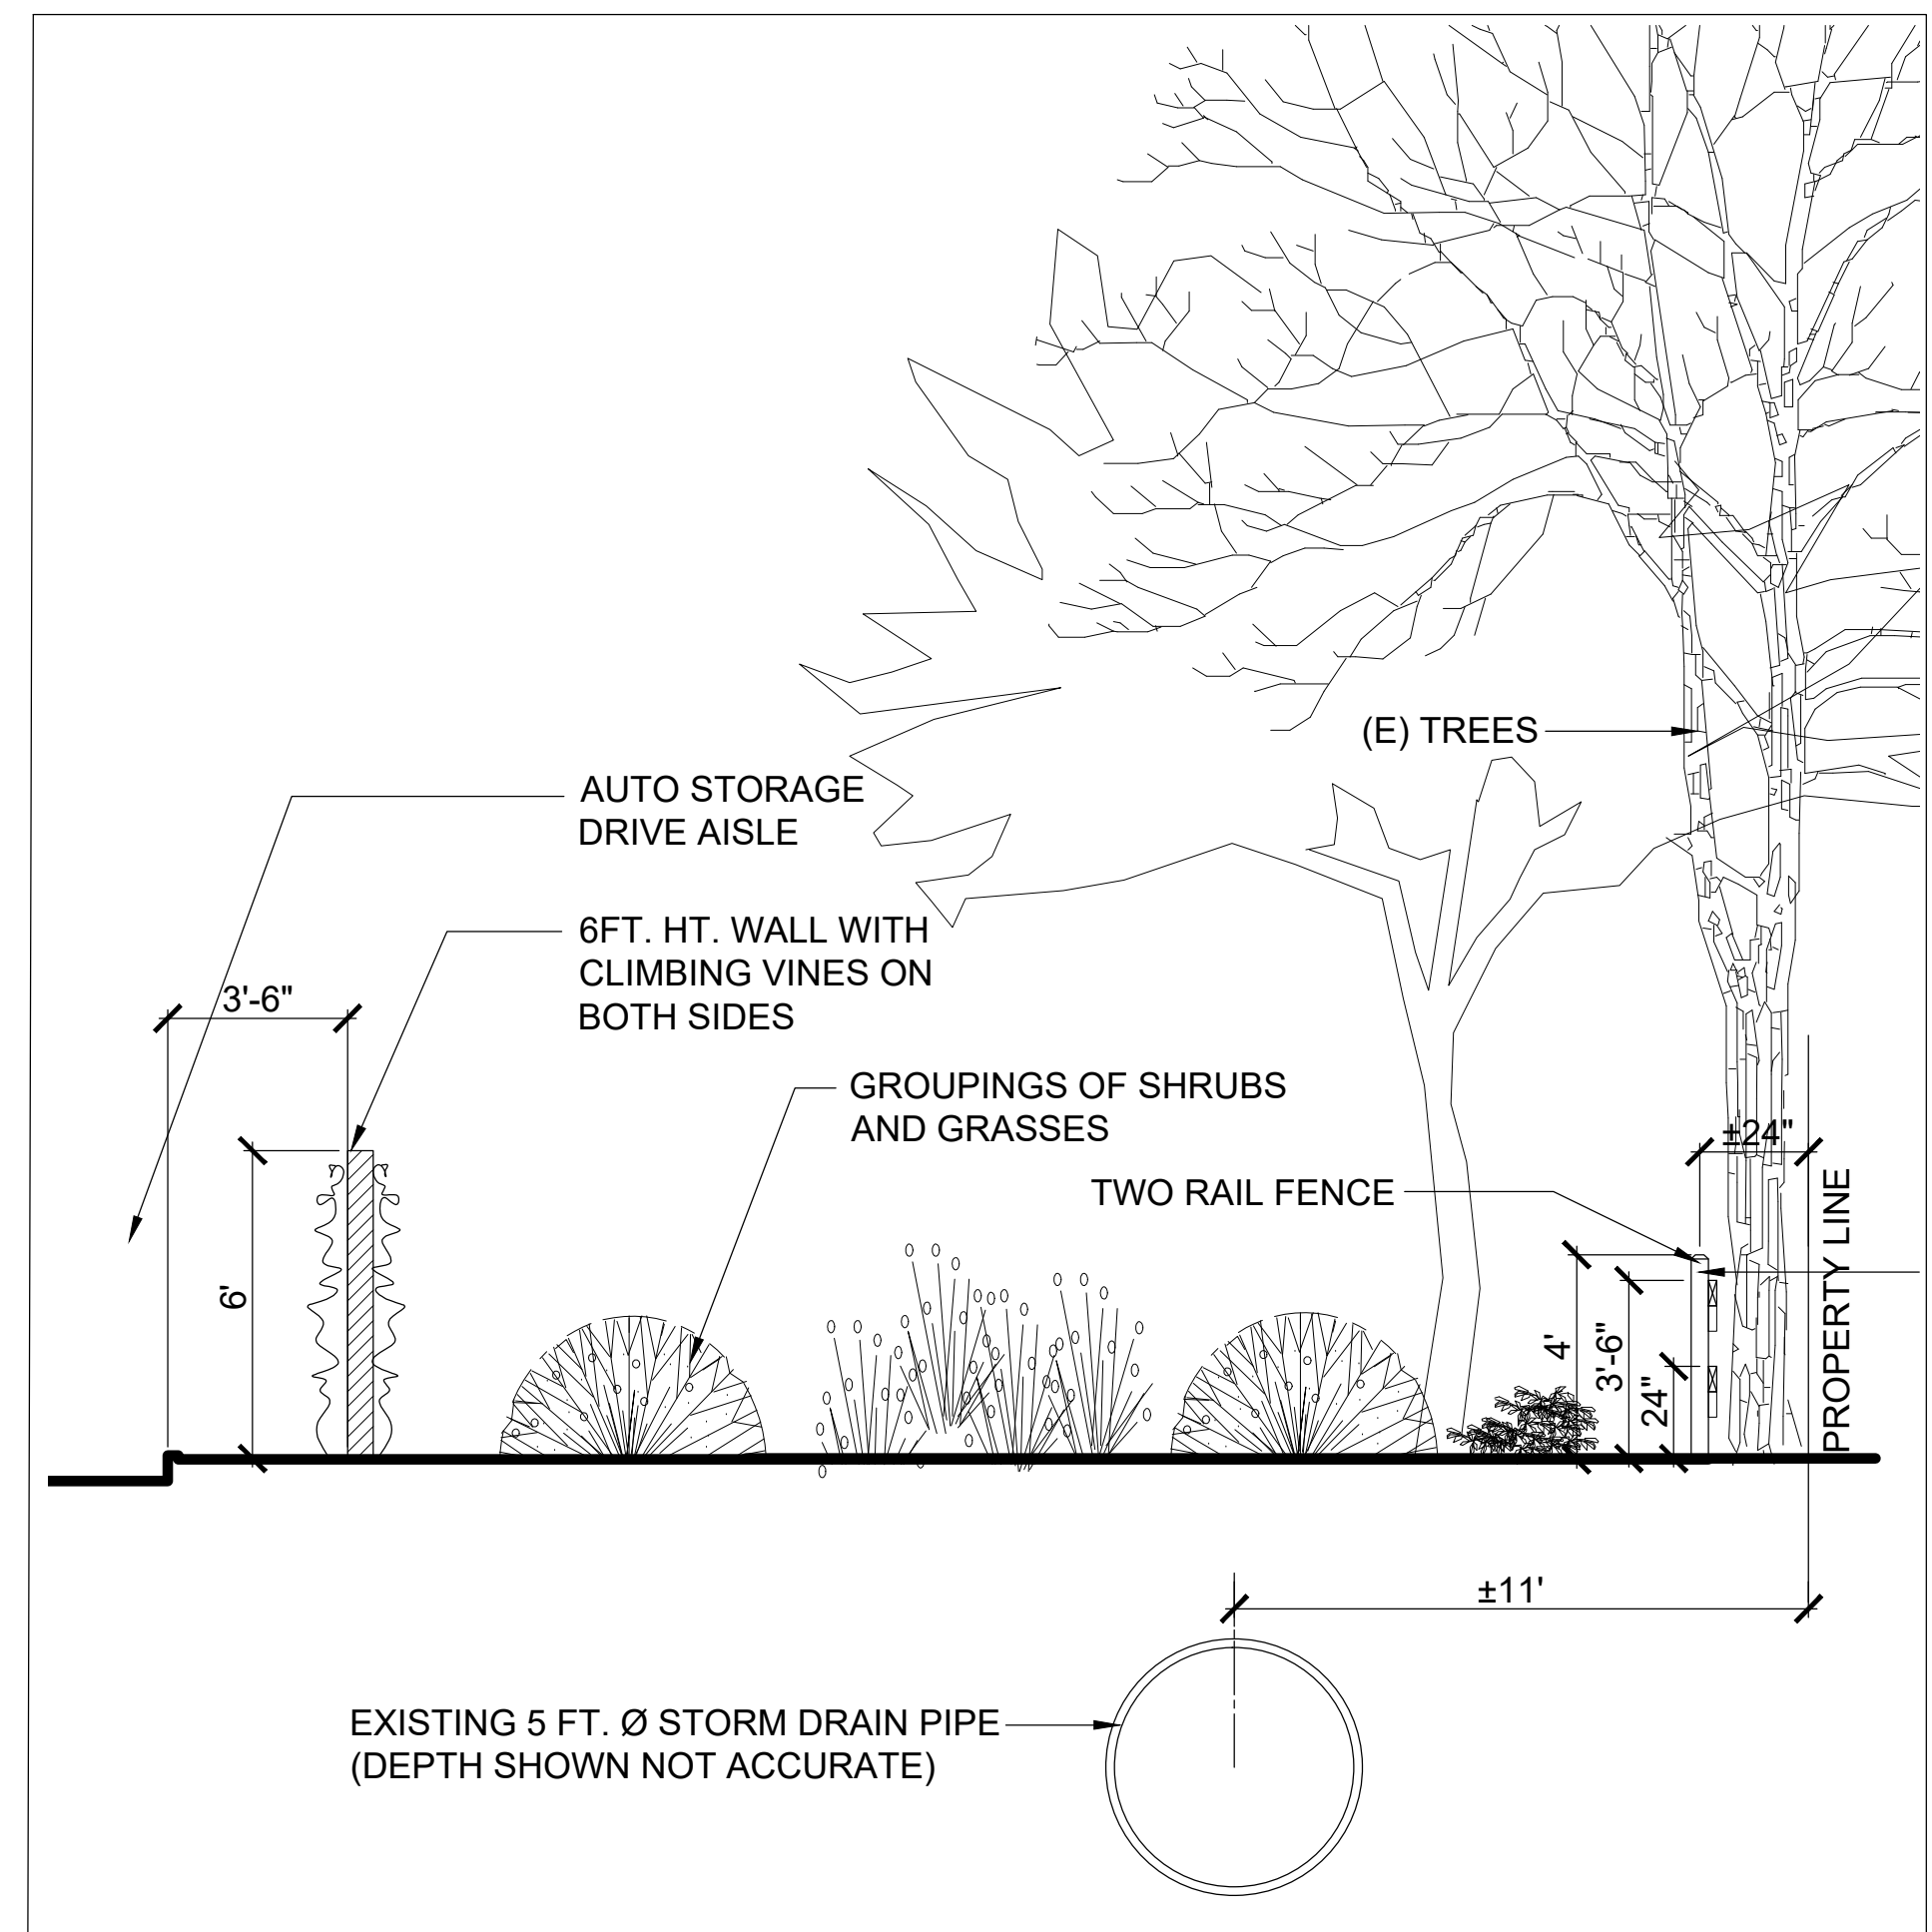 (E) TREES
AUTO STORAGE
DRIVE AISLE
6FT. HT. WALL WITH
CLIMBING VINES ON
BOTH SIDES
3'-6"
GROUPINGS OF SHRUBS
AND GRASSES
±24"
TWO RAIL FENCE
PROPERTY LINE
6'
4'
3'-6"
24"
±11'
EXISTING 5 FT. Ø STORM DRAIN PIPE
(DEPTH SHOWN NOT ACCURATE)